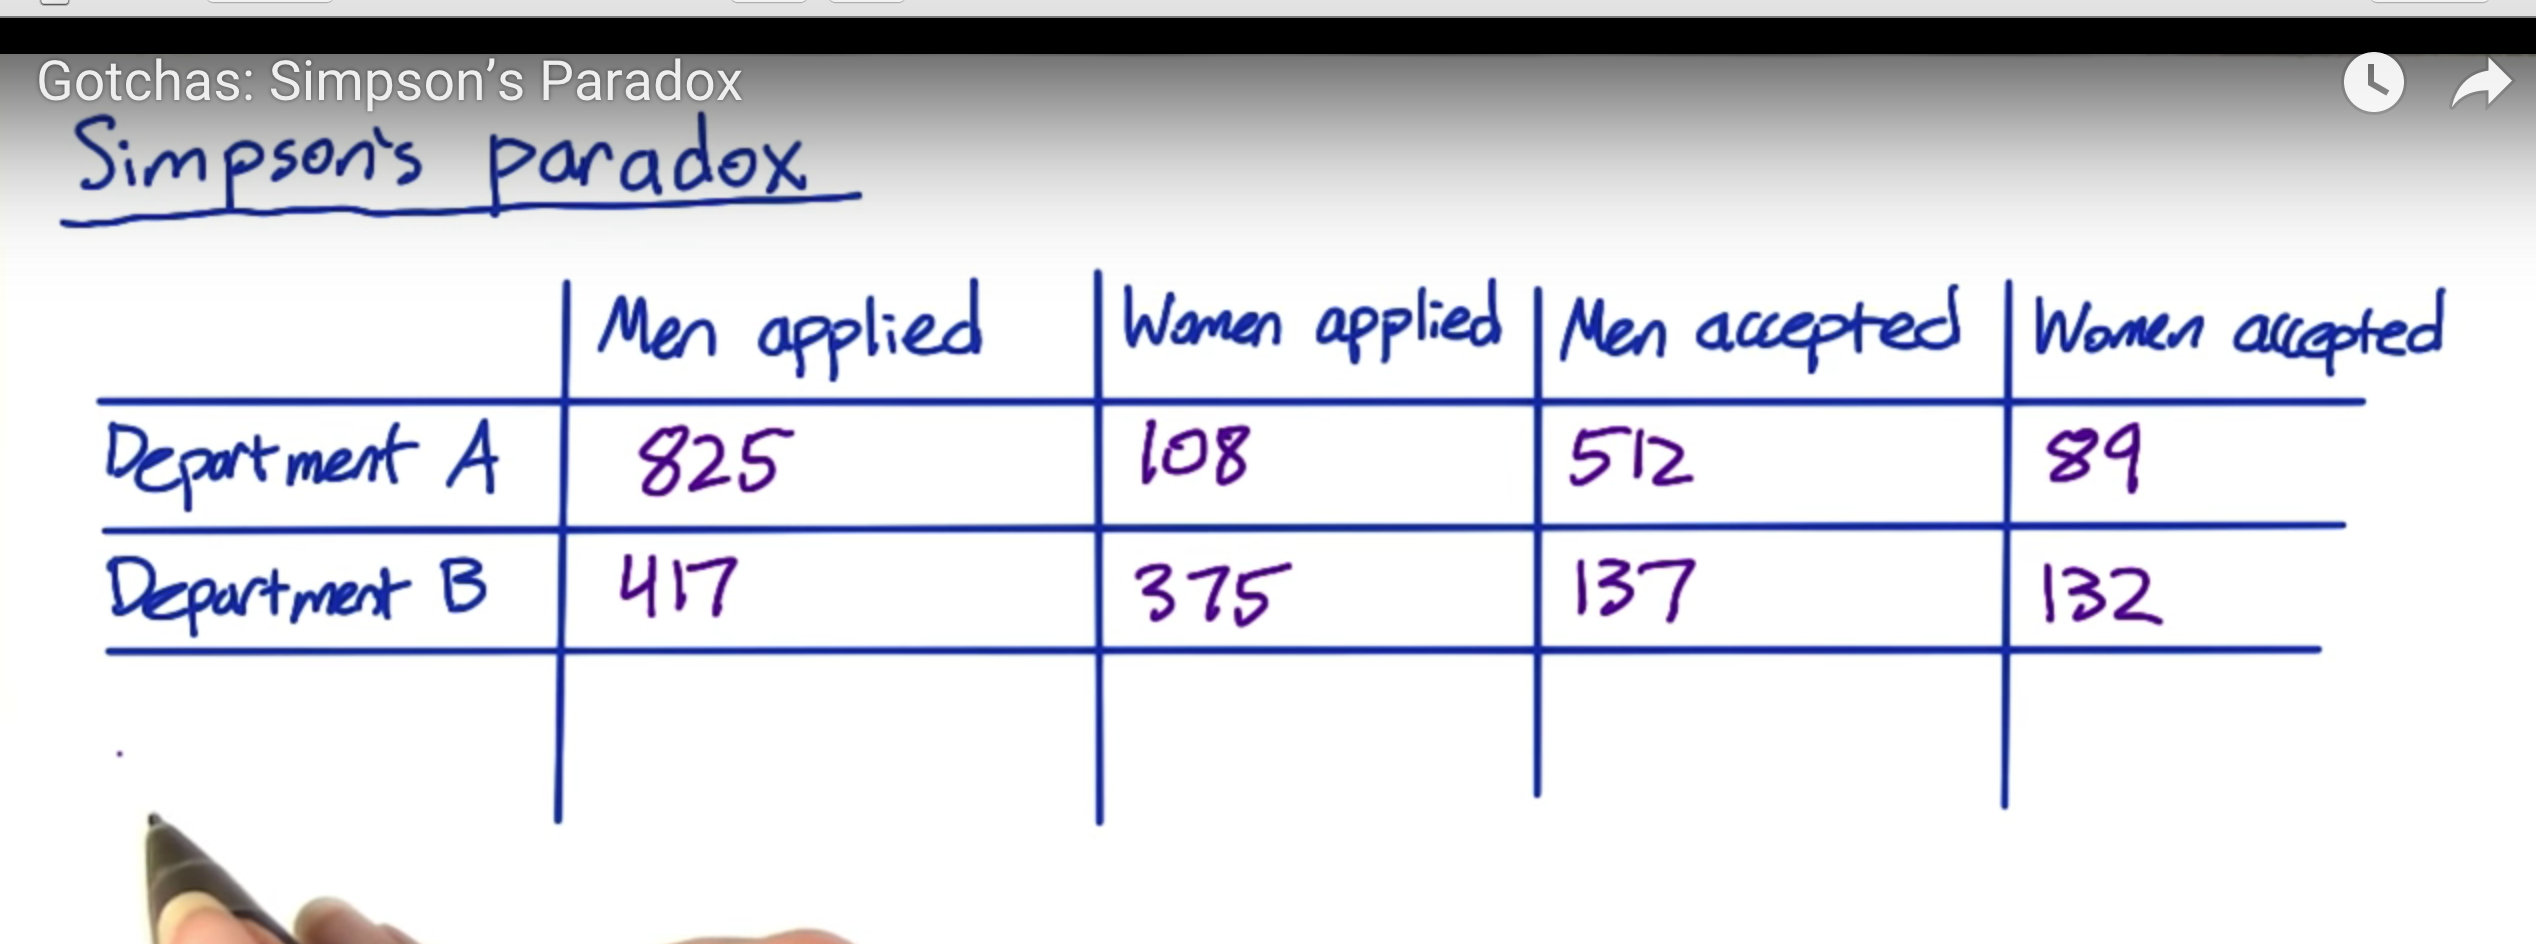 Gotchas: Simpson’s Paradox
Simpson's paradox
Men applied Women applied Men accepted Women accepted
Department A 825 108 512 89
Department B 417 375 137 132